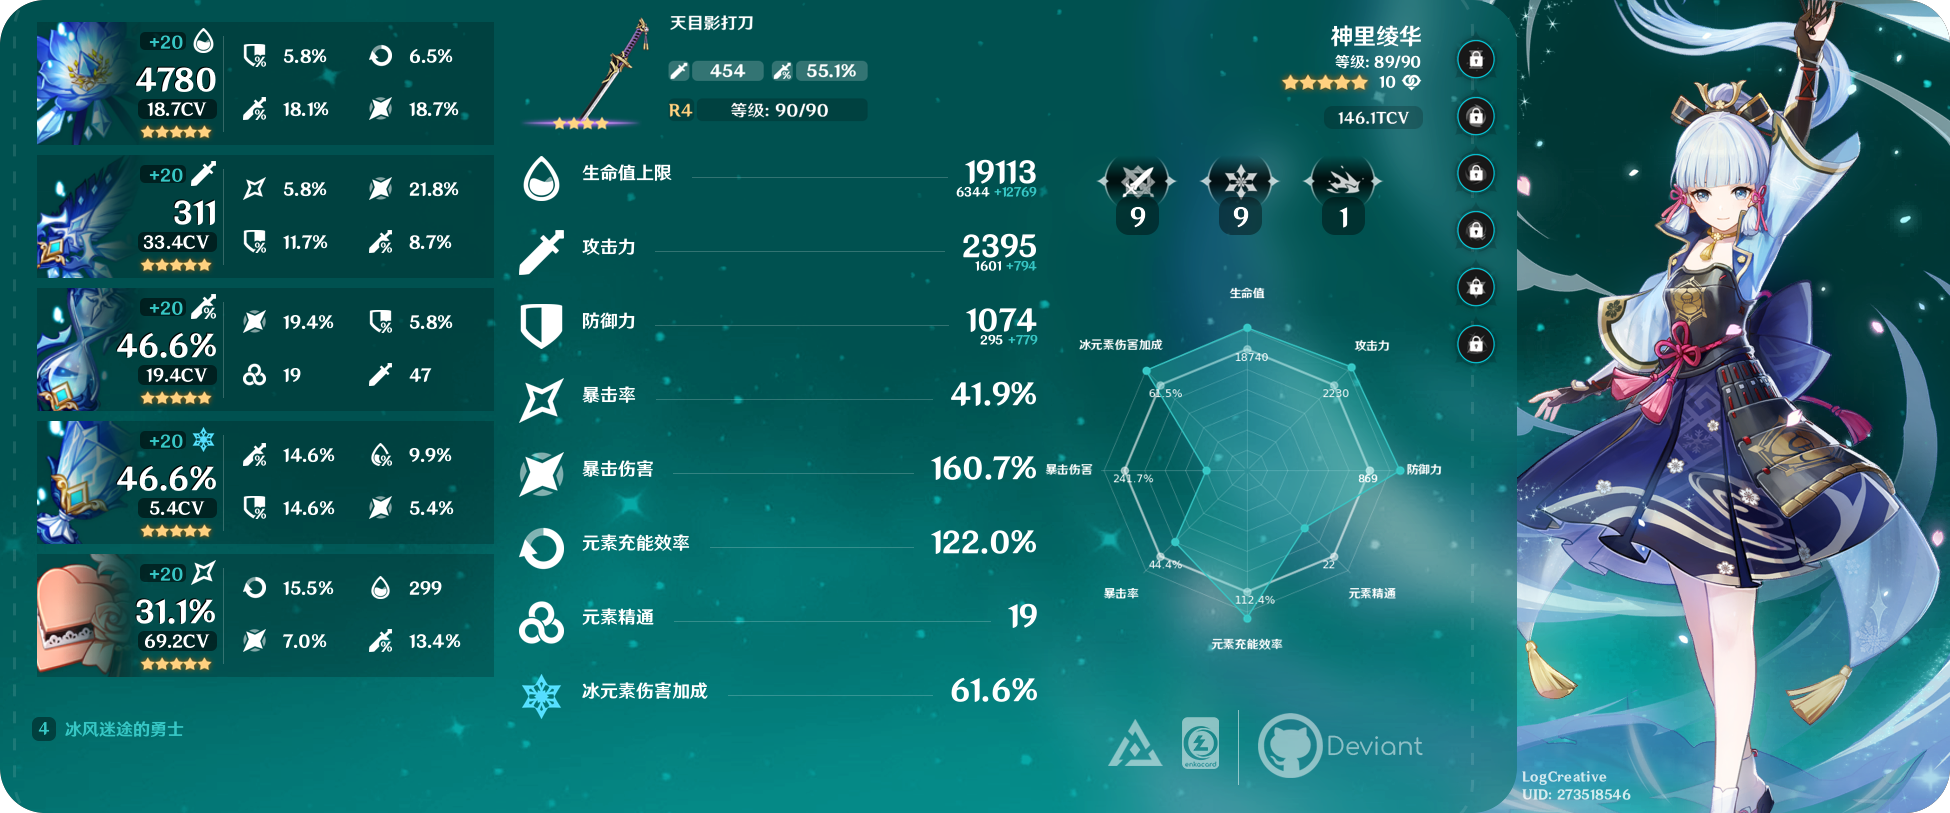 +20
4780
18.7CV
5.8%
6.5%
18.1%
18.7%
+20
311
33.4CV
5.8%
21.8%
11.7%
8.7%
+20
46.6%
19.4CV
19.4%
5.8%
19
47
+20
46.6%
5.4CV
14.6%
9.9%
14.6%
5.4%
+20
31.1%
69.2CV
15.5%
299
7.0%
13.4%
4 冰风迷途的勇士
天目影打刀
454 55.1%
R4 等级: 90/90
生命值上限 19113
6344 +12769
攻击力 2395
1601 +794
防御力 1074
295 +779
暴击率 41.9%
暴击伤害 160.7%
元素充能效率 122.0%
元素精通 19
冰元素伤害加成 61.6%
神里绫华
等级: 89/90
10
146.1TCV
9 9 1
生命值
18740
攻击力
2230
防御力
869
元素精通
22
元素充能效率
112.4%
暴击率
44.4%
暴击伤害
241.7%
冰元素伤害加成
61.5%
enkacard
Deviant
LogCreative
UID: 273518546